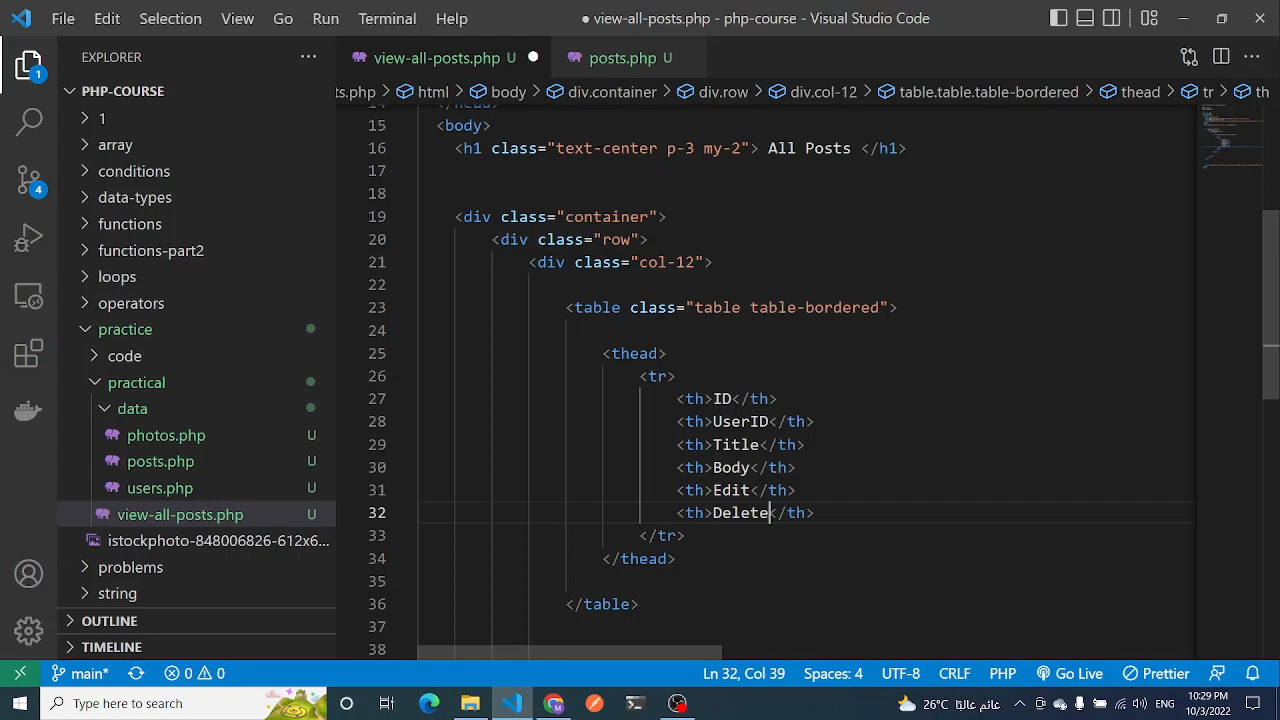 File Edit Selection View Go Run Terminal Help
● view-all-posts.php - php-course - Visual Studio Code
EXPLORER
view-all-posts.php U
posts.php U
ts.php > html > body > div.container > div.row > div.col-12 > table.table.table-bordered > thead > tr > th
PHP-COURSE
1
array
conditions
data-types
functions
functions-part2
loops
operators
practice
code
practical
data
photos.php U
posts.php U
users.php U
view-all-posts.php U
istockphoto-848006826-612x6...
problems
string
OUTLINE
TIMELINE
1
4
14 </head>
15 <body>
16 <h1 class="text-center p-3 my-2"> All Posts </h1>
17
18
19 <div class="container">
20 <div class="row">
21 <div class="col-12">
22
23 <table class="table table-bordered">
24
25 <thead>
26 <tr>
27 <th>ID</th>
28 <th>UserID</th>
29 <th>Title</th>
30 <th>Body</th>
31 <th>Edit</th>
32 <th>Delete</th>
33 </tr>
34 </thead>
35
36 </table>
37
38
main* 0 0 Ln 32, Col 39 Spaces: 4 UTF-8 CRLF PHP Go Live Prettier
Type here to search
26°C
10:29 PM
10/3/2022